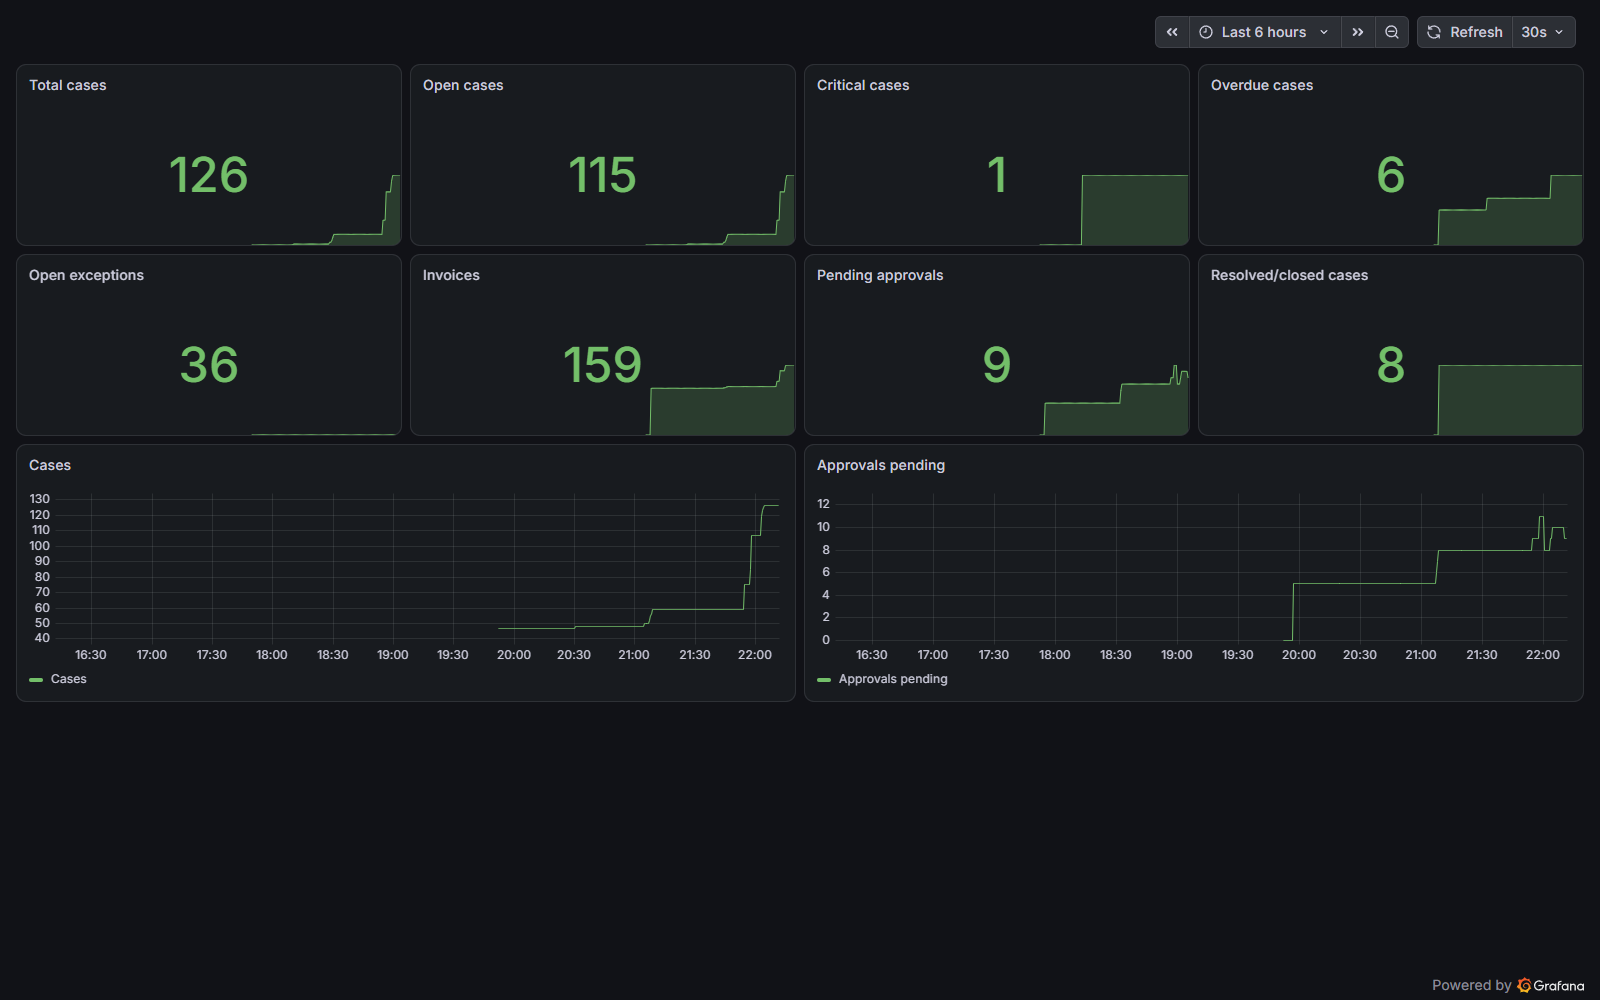 Last 6 hours Refresh 30s
Total cases Open cases Critical cases Overdue cases
126 115 1 6
Open exceptions Invoices Pending approvals Resolved/closed cases
36 159 9 8
Cases
130
120
110
100
90
80
70
60
50
40
16:30 17:00 17:30 18:00 18:30 19:00 19:30 20:00 20:30 21:00 21:30 22:00
Cases
Approvals pending
12
10
8
6
4
2
0
16:30 17:00 17:30 18:00 18:30 19:00 19:30 20:00 20:30 21:00 21:30 22:00
Approvals pending
Powered by Grafana